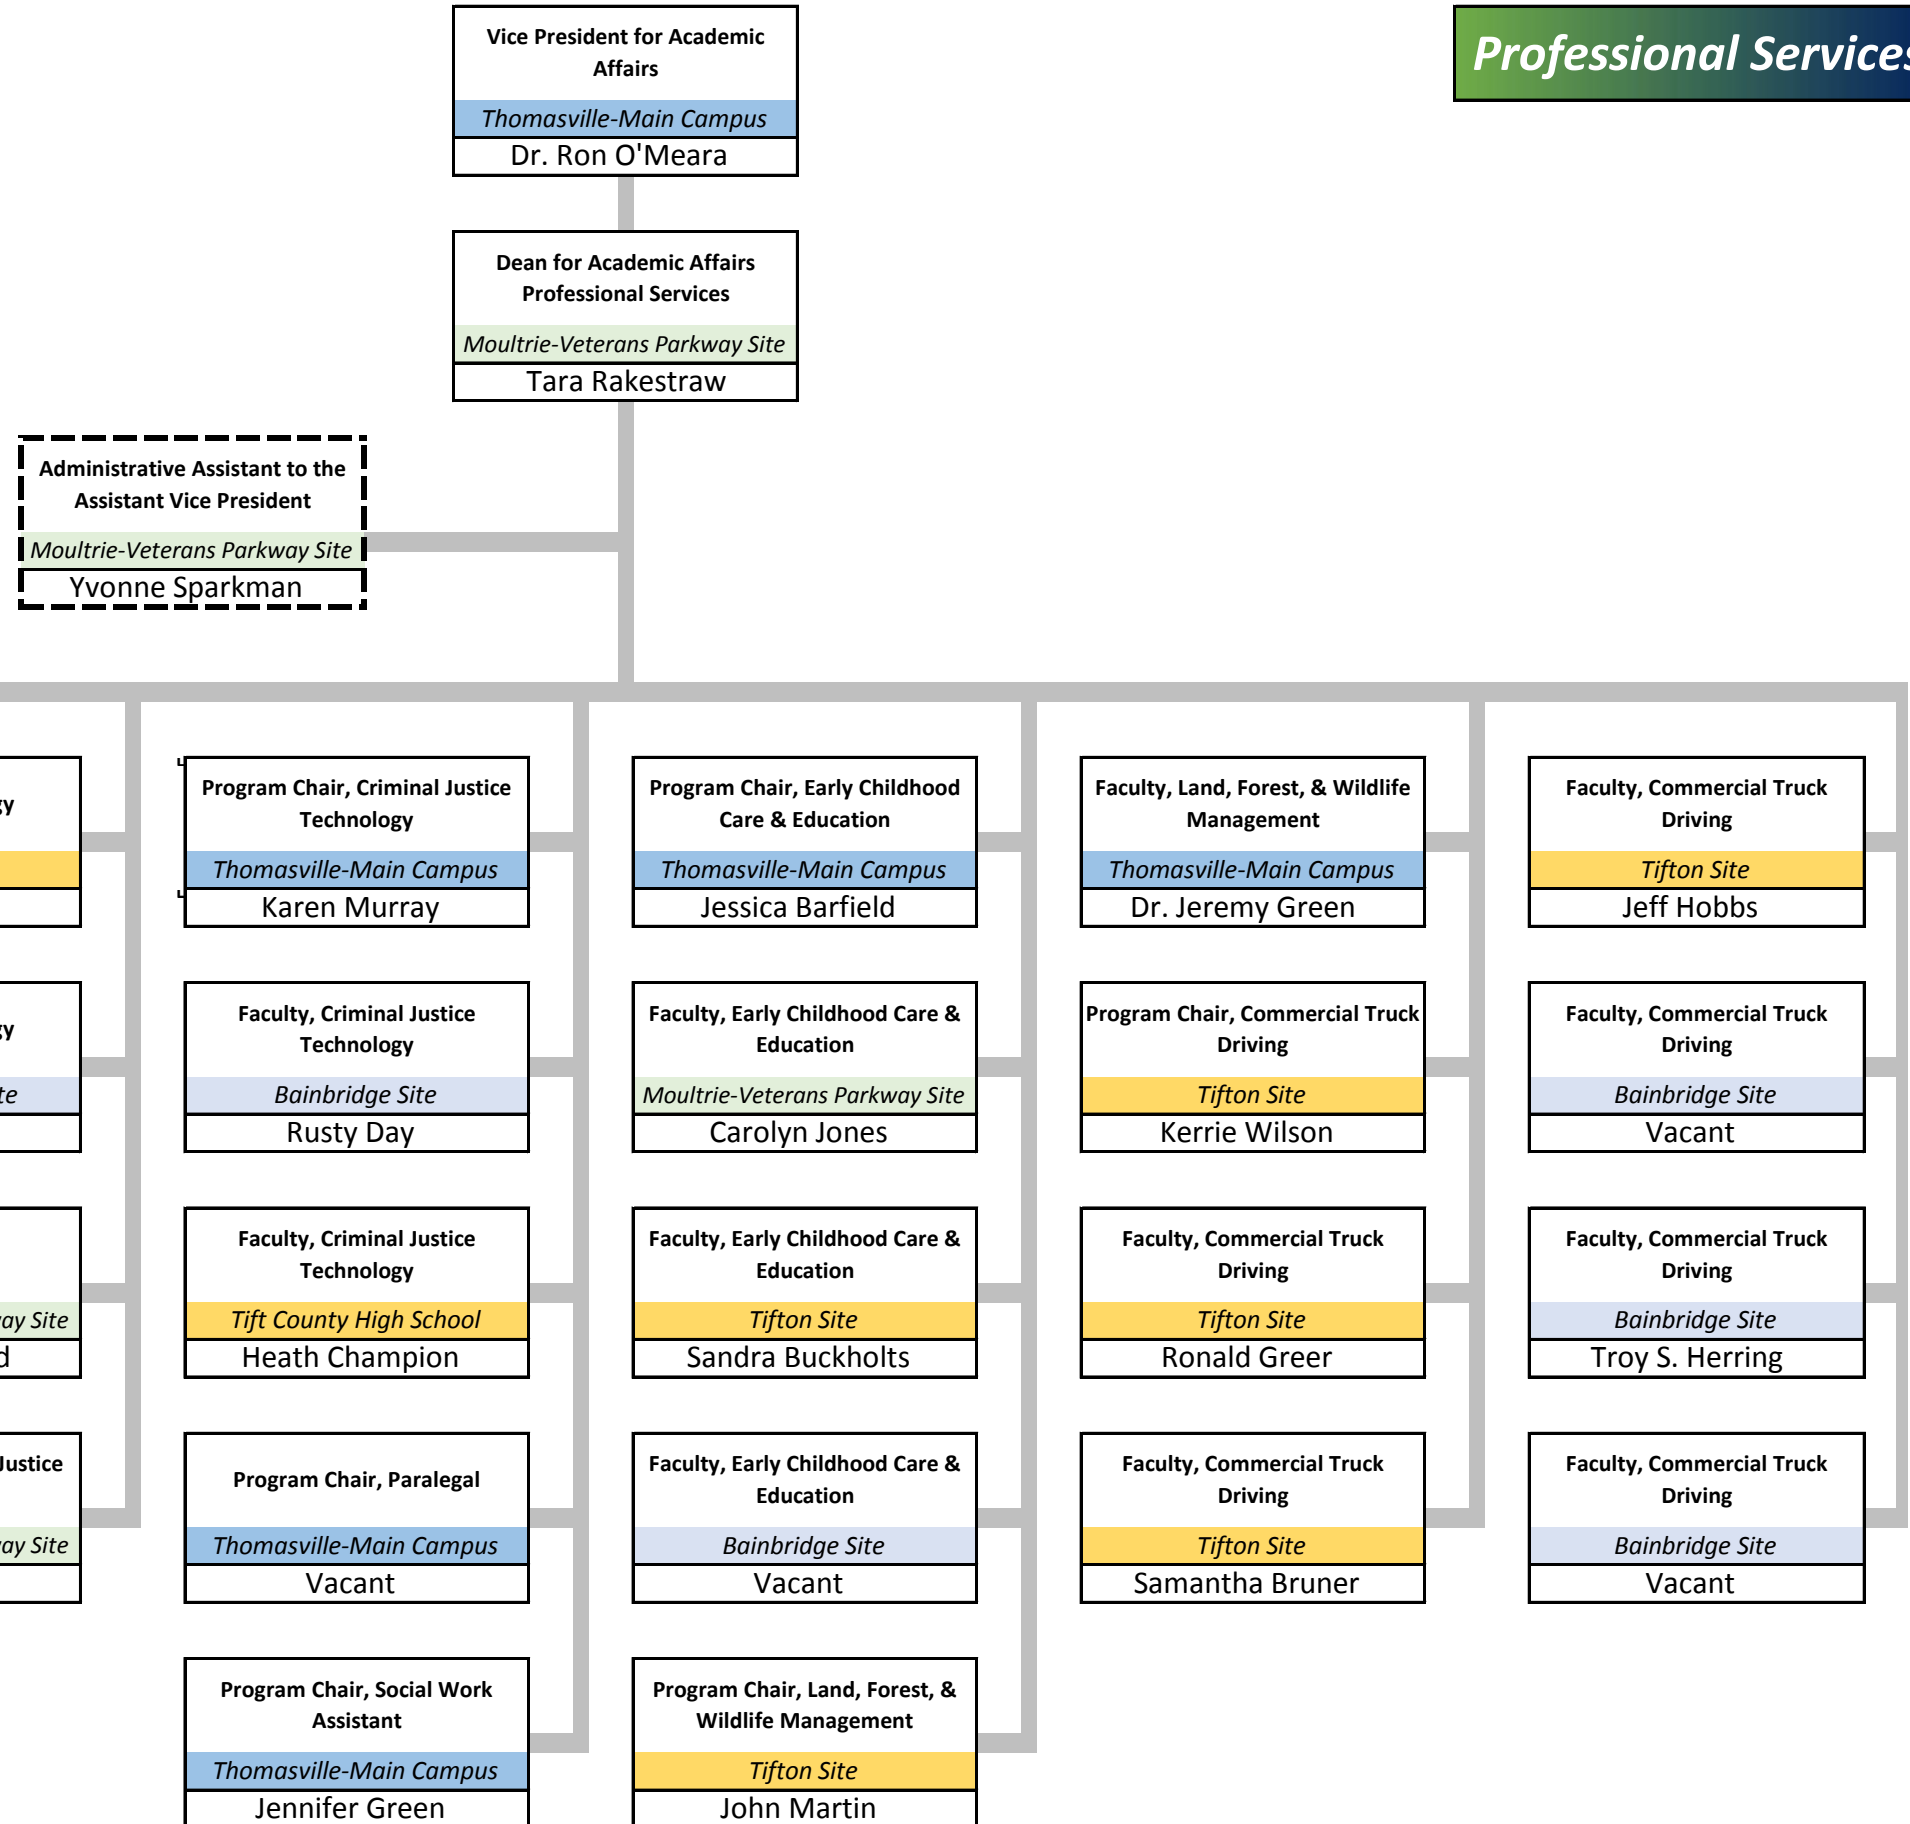 Vice President for Academic
Affairs
Thomasville-Main Campus
Dr. Ron O'Meara
Professional Services
Dean for Academic Affairs
Professional Services
Moultrie-Veterans Parkway Site
Tara Rakestraw
Administrative Assistant to the
Assistant Vice President
Moultrie-Veterans Parkway Site
Yvonne Sparkman
Program Chair, Criminal Justice
Technology
Thomasville-Main Campus
Karen Murray
Program Chair, Early Childhood
Care & Education
Thomasville-Main Campus
Jessica Barfield
Faculty, Land, Forest, & Wildlife
Management
Thomasville-Main Campus
Dr. Jeremy Green
Faculty, Commercial Truck
Driving
Tifton Site
Jeff Hobbs
Faculty, Criminal Justice
Technology
Bainbridge Site
Rusty Day
Faculty, Early Childhood Care &
Education
Moultrie-Veterans Parkway Site
Carolyn Jones
Program Chair, Commercial Truck
Driving
Tifton Site
Kerrie Wilson
Faculty, Commercial Truck
Driving
Bainbridge Site
Vacant
ay Site
Faculty, Criminal Justice
Technology
Tift County High School
Heath Champion
Faculty, Early Childhood Care &
Education
Tifton Site
Sandra Buckholts
Faculty, Commercial Truck
Driving
Tifton Site
Ronald Greer
Faculty, Commercial Truck
Driving
Bainbridge Site
Troy S. Herring
Justice
ay Site
Program Chair, Paralegal
Thomasville-Main Campus
Vacant
Faculty, Early Childhood Care &
Education
Bainbridge Site
Vacant
Faculty, Commercial Truck
Driving
Tifton Site
Samantha Bruner
Faculty, Commercial Truck
Driving
Bainbridge Site
Vacant
Program Chair, Social Work
Assistant
Thomasville-Main Campus
Jennifer Green
Program Chair, Land, Forest, &
Wildlife Management
Tifton Site
John Martin